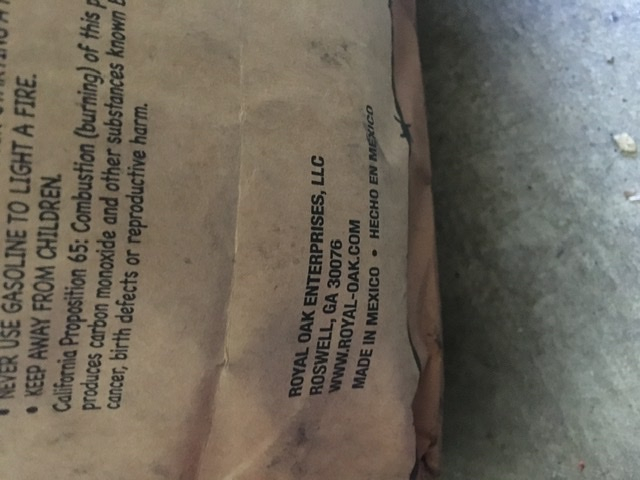 • NEVER USE GASOLINE TO LIGHT A FIRE.
• KEEP AWAY FROM CHILDREN.
California Proposition 65: Combustion (burning) of this
produces carbon monoxide and other substances known
cancer, birth defects or reproductive harm.
ROYAL OAK ENTERPRISES, LLC
ROSWELL, GA 30076
WWW.ROYAL-OAK.COM
MADE IN MEXICO • HECHO EN MEXICO